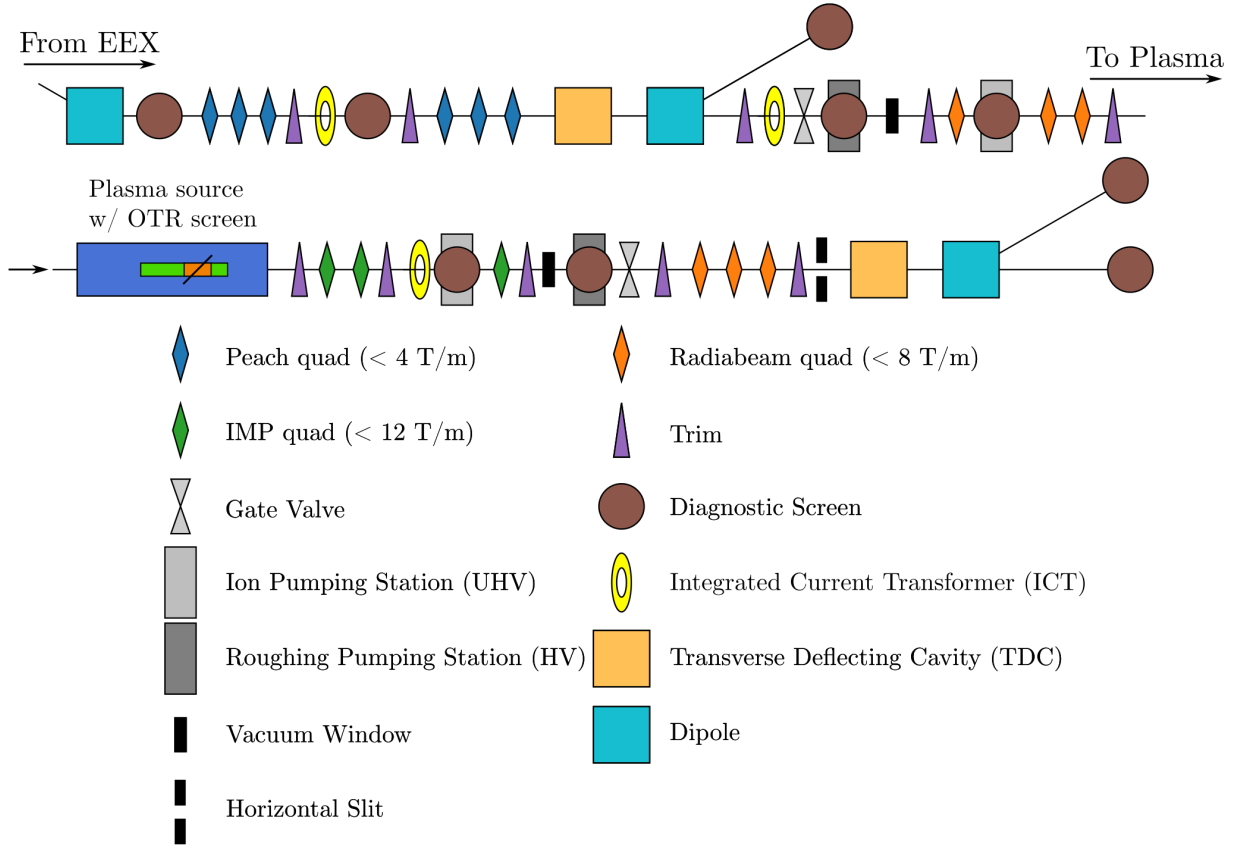 From EEX
To Plasma
Plasma source
w/ OTR screen
Peach quad (< 4 T/m)
Radiabeam quad (< 8 T/m)
IMP quad (< 12 T/m)
Trim
Gate Valve
Diagnostic Screen
Ion Pumping Station (UHV)
Integrated Current Transformer (ICT)
Roughing Pumping Station (HV)
Transverse Deflecting Cavity (TDC)
Vacuum Window
Dipole
Horizontal Slit